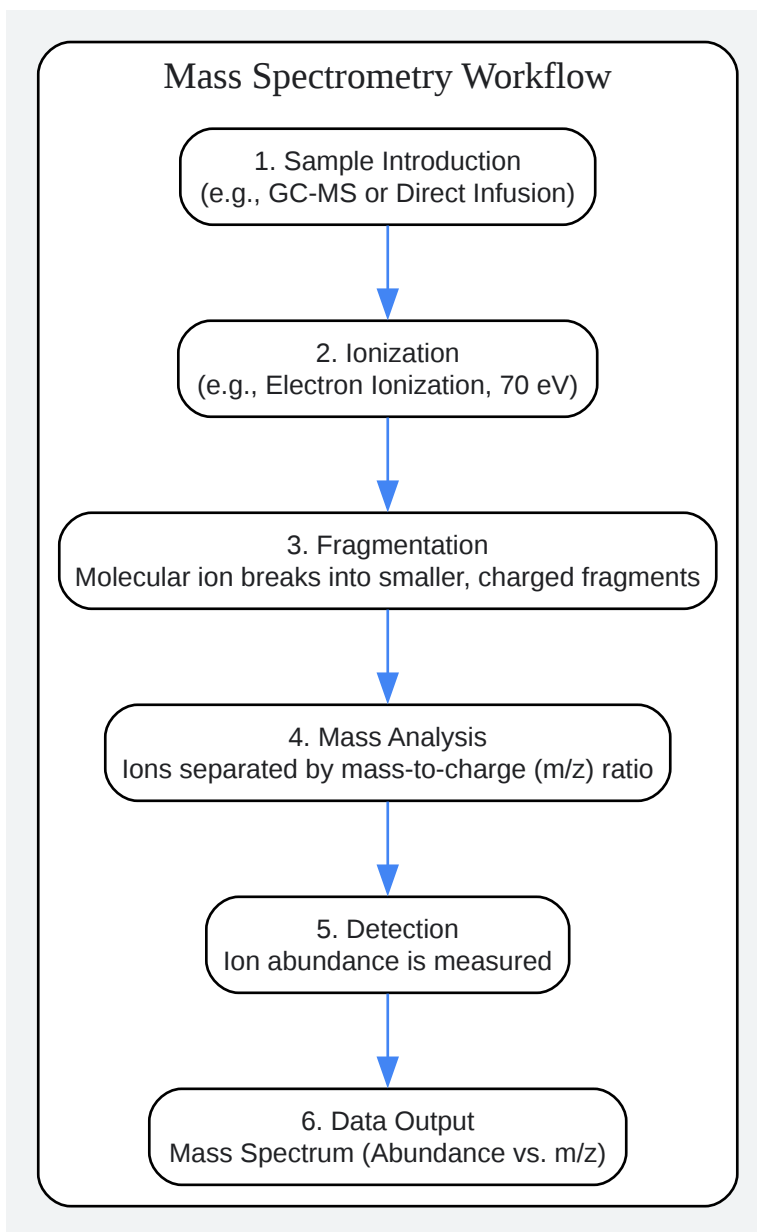 Mass Spectrometry Workflow
1. Sample Introduction
(e.g., GC-MS or Direct Infusion)
2. Ionization
(e.g., Electron Ionization, 70 eV)
3. Fragmentation
Molecular ion breaks into smaller, charged fragments
4. Mass Analysis
Ions separated by mass-to-charge (m/z) ratio
5. Detection
Ion abundance is measured
6. Data Output
Mass Spectrum (Abundance vs. m/z)